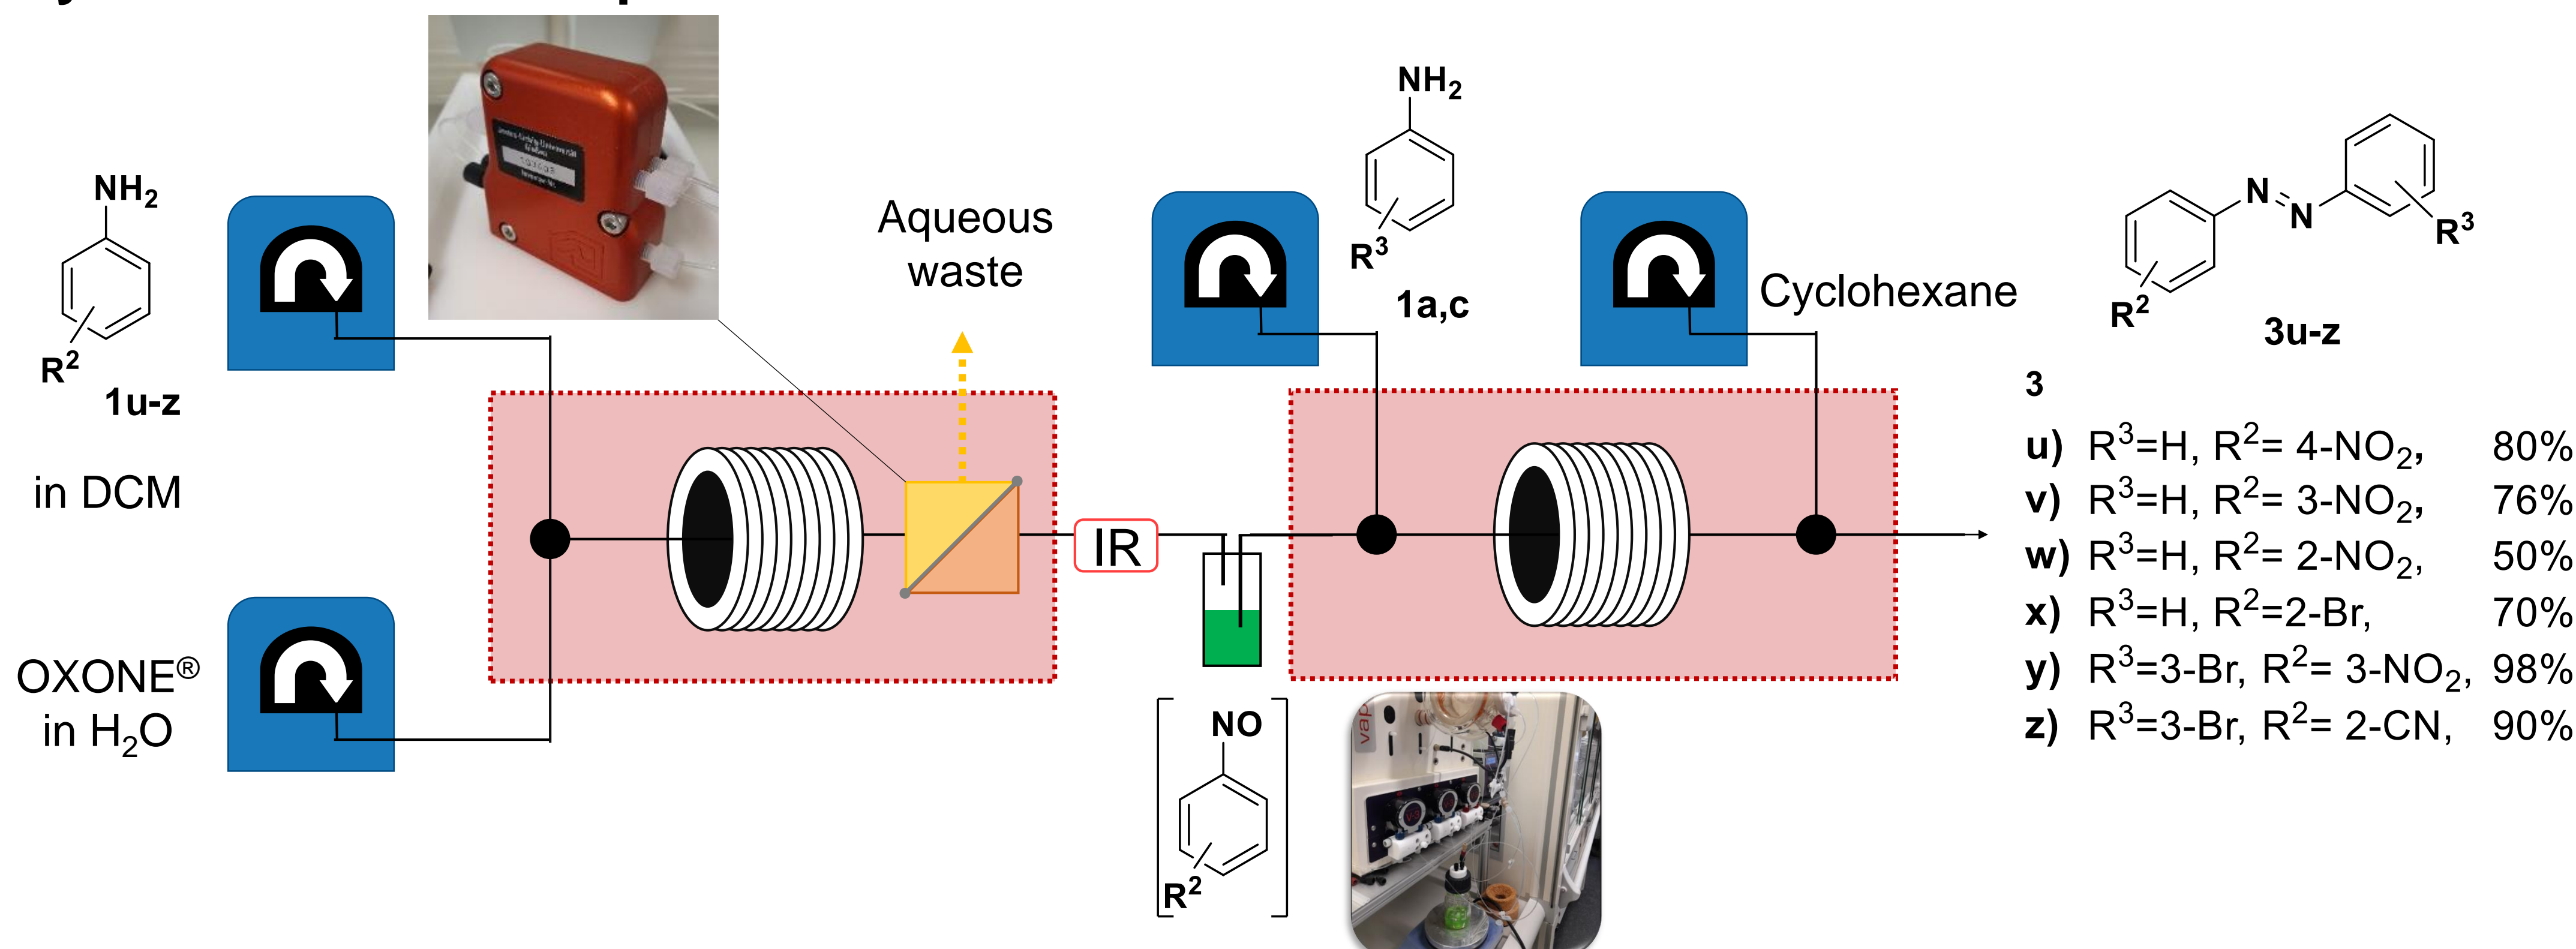 NH2
R2
1u-z
in DCM
OXONE®
in H2O
Aqueous
waste
IR
NO
R2
NH2
R3
1a,c
Cyclohexane
N
N
R2
R3
3u-z
3
u) R3=H, R2= 4-NO2, 80%
v) R3=H, R2= 3-NO2, 76%
w) R3=H, R2= 2-NO2, 50%
x) R3=H, R2=2-Br, 70%
y) R3=3-Br, R2= 3-NO2, 98%
z) R3=3-Br, R2= 2-CN, 90%
vap